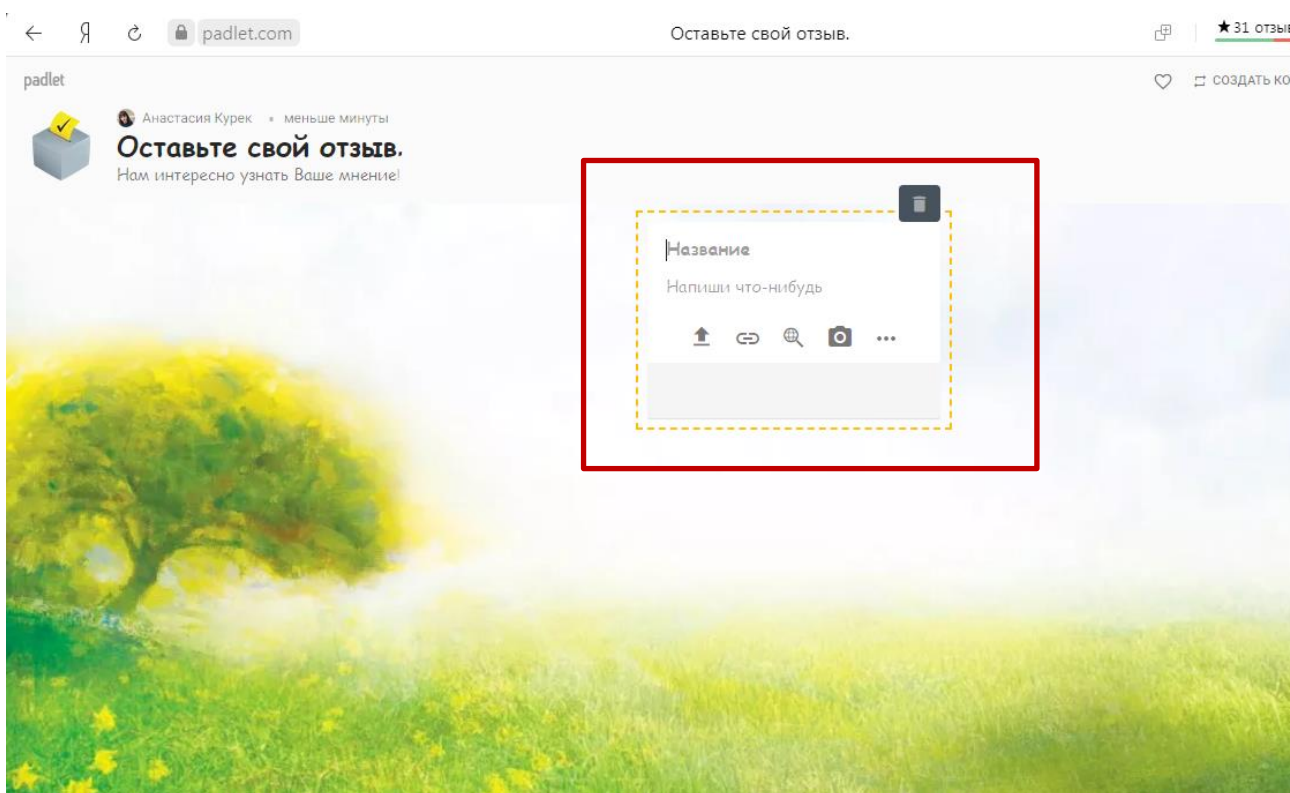 Я padlet.com Оставьте свой отзыв. ★31 отзыв
padlet СОЗДАТЬ КО
Анастасия Курек • меньше минуты
Оставьте свой отзыв.
Нам интересно узнать Ваше мнение!
Название
Напиши что-нибудь